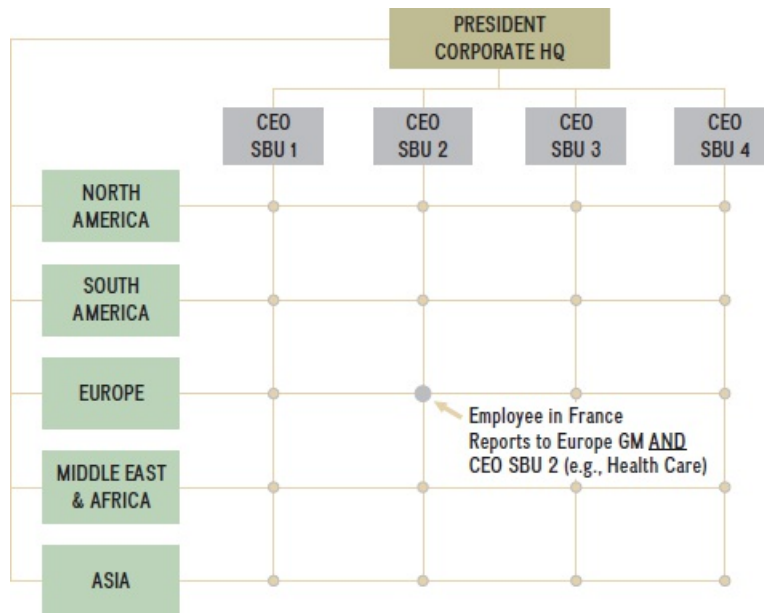 PRESIDENT
CORPORATE HQ
CEO
SBU 1
CEO
SBU 2
CEO
SBU 3
CEO
SBU 4
NORTH
AMERICA
SOUTH
AMERICA
EUROPE
Employee in France
Reports to Europe GM AND
CEO SBU 2 (e.g., Health Care)
MIDDLE EAST
& AFRICA
ASIA